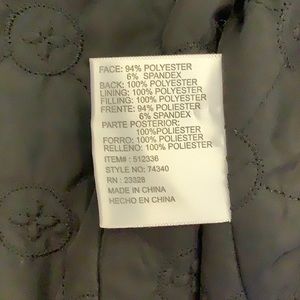 FACE: 94% POLYESTER
6% SPANDEX
BACK: 100% POLYESTER
LINING: 100% POLYESTER
FILLING: 100% POLYESTER
FRENTE: 94% POLIESTER
6% SPANDEX
PARTE POSTERIOR:
100%POLIESTER
FORRO: 100% POLIESTER
RELLENO: 100% POLIESTER
ITEM# : 512336
STYLE NO: 74340
RN : 23328
MADE IN CHINA
HECHO EN CHINA